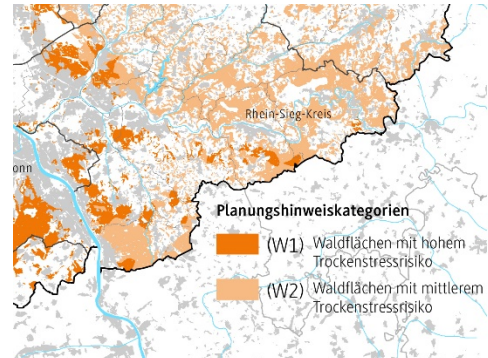 Rhein-Sieg-Kreis
onn
Planungshinweiskategorien
(W1) Waldflächen mit hohem
Trockenstressrisiko
(W2) Waldflächen mit mittlerem
Trockenstressrisiko